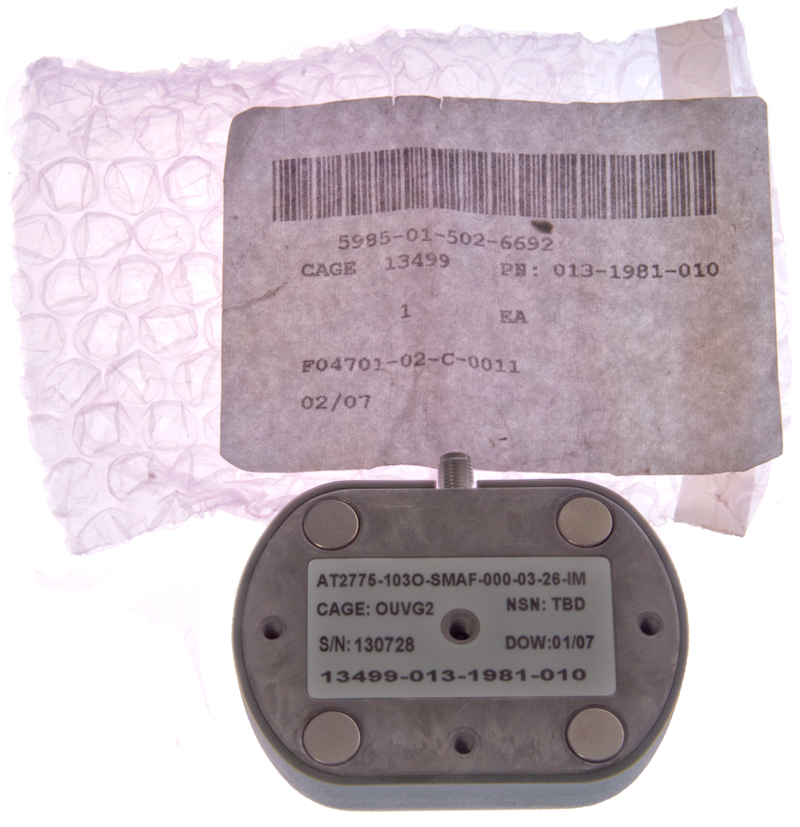 5985-01-502-6692
CAGE 13499 PN: 013-1981-010
1 EA
F04701-02-C-0011
02/07
AT2775-103O-SMAF-000-03-26-IM
CAGE: OUVG2 NSN: TBD
S/N: 130728 DOW:01/07
13499-013-1981-010